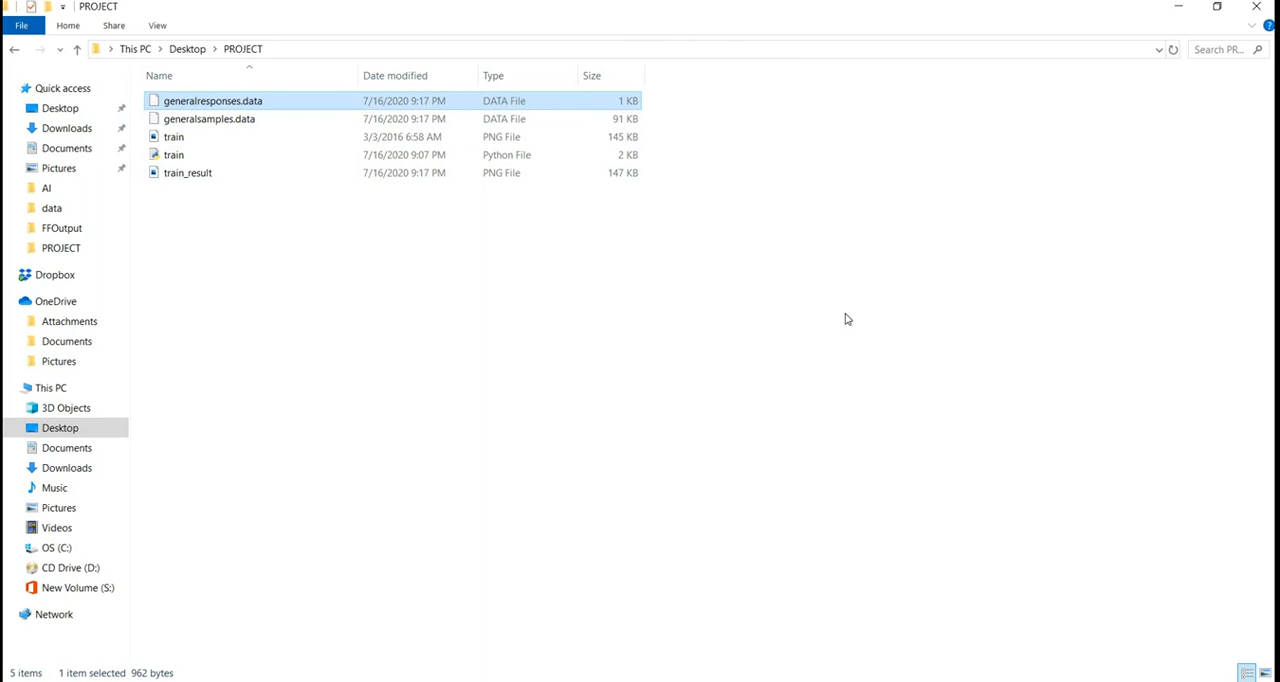 PROJECT
File Home Share View
This PC > Desktop > PROJECT Search PR...
Name Date modified Type Size
generalresponses.data 7/16/2020 9:17 PM DATA File 1 KB
generalsamples.data 7/16/2020 9:17 PM DATA File 91 KB
train 3/3/2016 6:58 AM PNG File 145 KB
train 7/16/2020 9:07 PM Python File 2 KB
train_result 7/16/2020 9:17 PM PNG File 147 KB
Quick access
Desktop
Downloads
Documents
Pictures
AI
data
FFOutput
PROJECT
Dropbox
OneDrive
Attachments
Documents
Pictures
This PC
3D Objects
Desktop
Documents
Downloads
Music
Pictures
Videos
OS (C:)
CD Drive (D:)
New Volume (S:)
Network
5 items 1 item selected 962 bytes